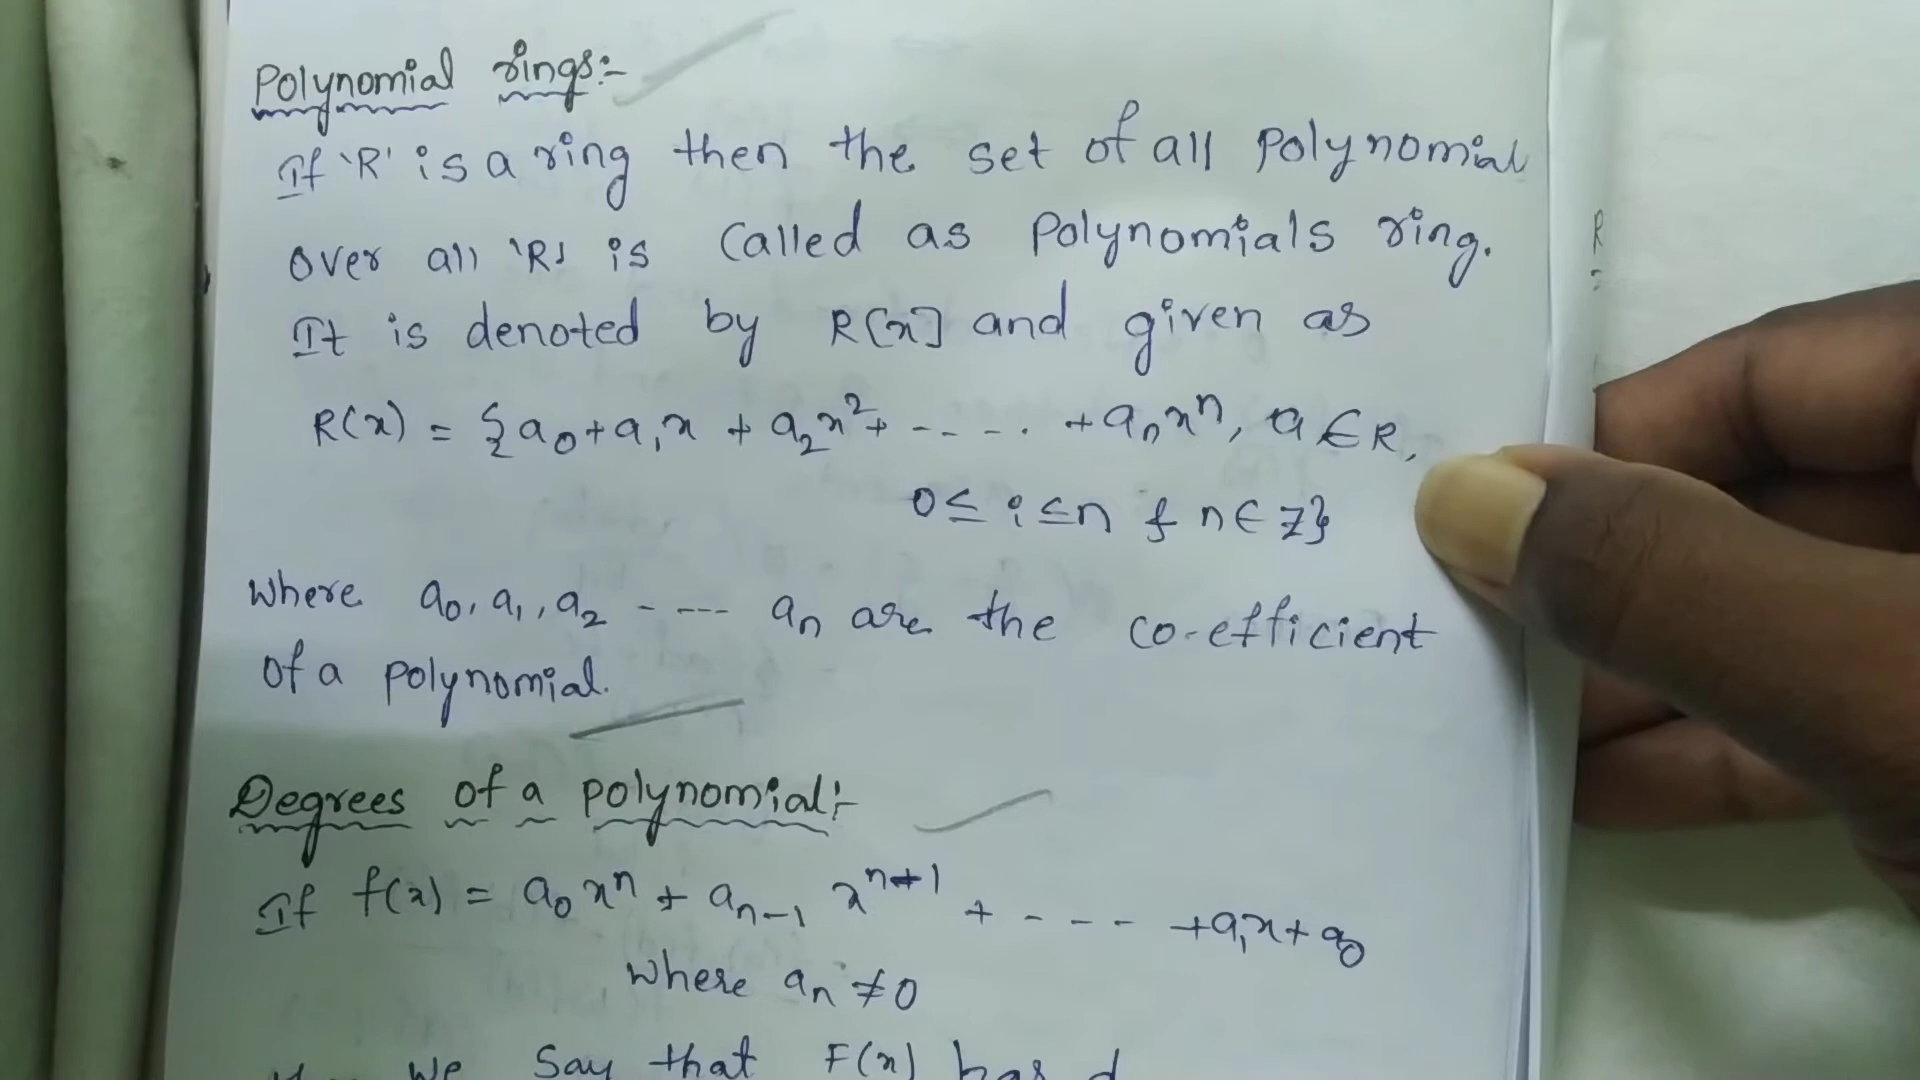 Polynomial rings:-
If 'R' is a ring then the set of all polynomial
over all 'R' is called as polynomials ring.
It is denoted by R[x] and given as
R(x) = {a₀+a₁x + a₂x²+ ----- +aₙxⁿ, a ∈ R,
0 ≤ i ≤ n & n ∈ Z}
Where a₀, a₁, a₂ ---- aₙ are the co-efficient
of a polynomial.
Degrees of a polynomial:-
If f(x) = a₀xⁿ + aₙ₋₁ xⁿ⁺¹ + ---- +a₁x+a₀
where aₙ ≠ 0
we say that F(x) has
R